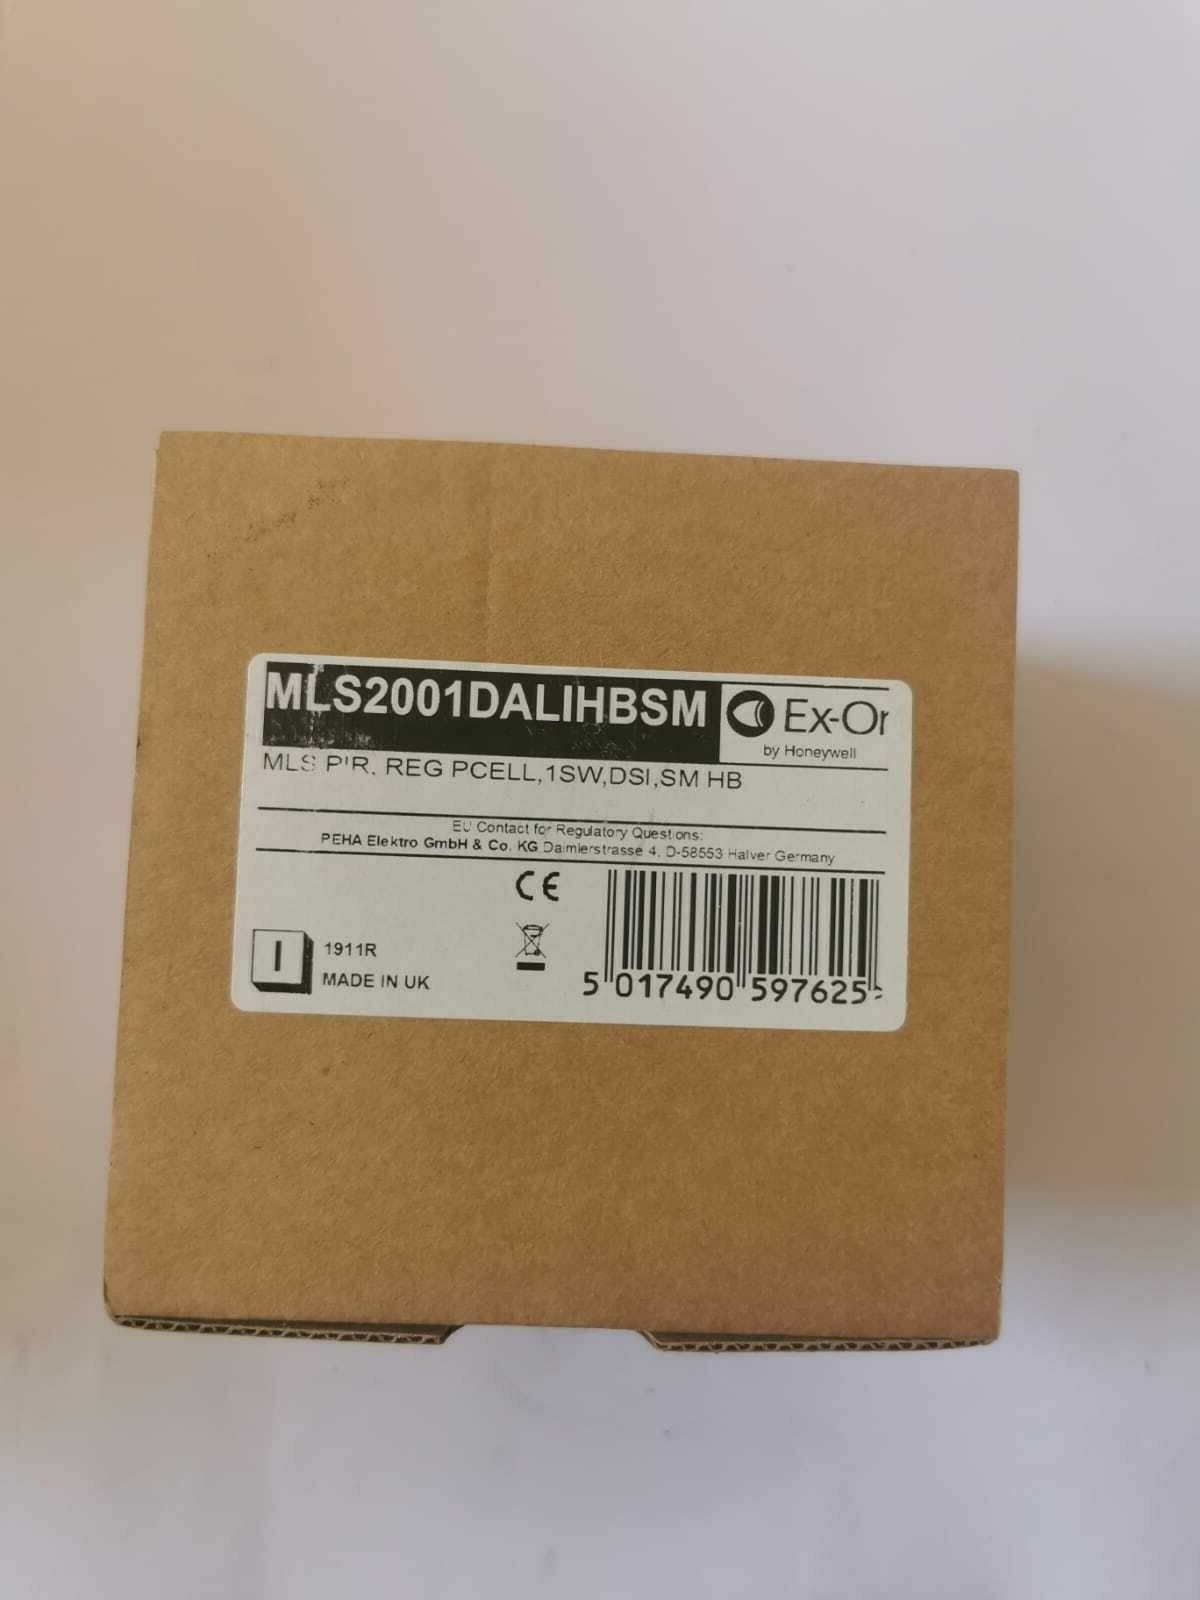 MLS2001DALIHBSM
Ex-Or
by Honeywell
MLS PIR, REG PCELL,1SW,DSI,SM HB
EU Contact for Regulatory Questions:
PEHA Elektro GmbH & Co. KG Daimlerstrasse 4, D-58553 Halver Germany
CE
I
1911R
MADE IN UK
5 017490 597625 >